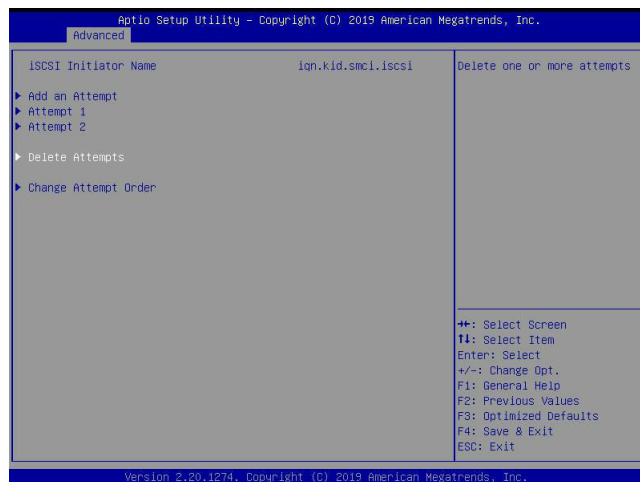 Aptio Setup Utility – Copyright (C) 2019 American Megatrends, Inc.
Advanced
iSCSI Initiator Name iqn.kid.smci.iscsi
Add an Attempt
Attempt 1
Attempt 2
Delete Attempts
Change Attempt Order
Delete one or more attempts
→←: Select Screen
↑↓: Select Item
Enter: Select
+/-: Change Opt.
F1: General Help
F2: Previous Values
F3: Optimized Defaults
F4: Save & Exit
ESC: Exit
Version 2.20.1274. Copyright (C) 2019 American Megatrends, Inc.